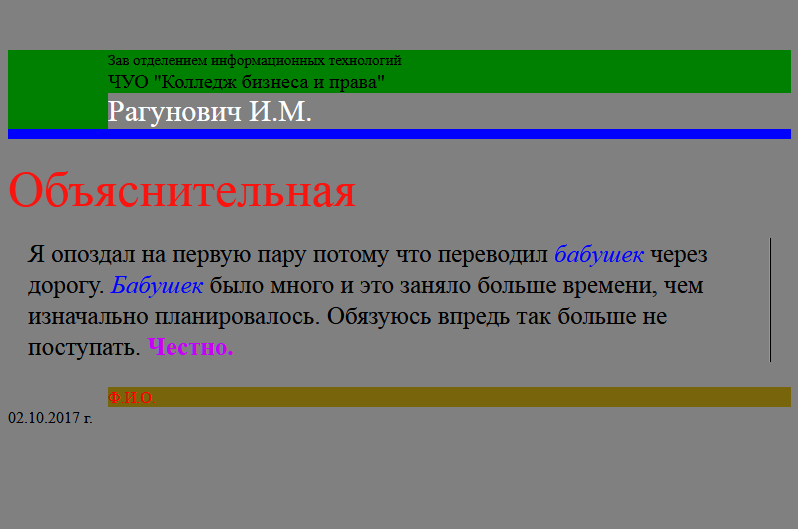 Зав отделением информационных технологий
ЧУО "Колледж бизнеса и права"
Рагунович И.М.
Объяснительная
Я опоздал на первую пару потому что переводил бабушек через
дорогу. Бабушек было много и это заняло больше времени, чем
изначально планировалось. Обязуюсь впредь так больше не
поступать. Честно.
Ф.И.О.
02.10.2017 г.